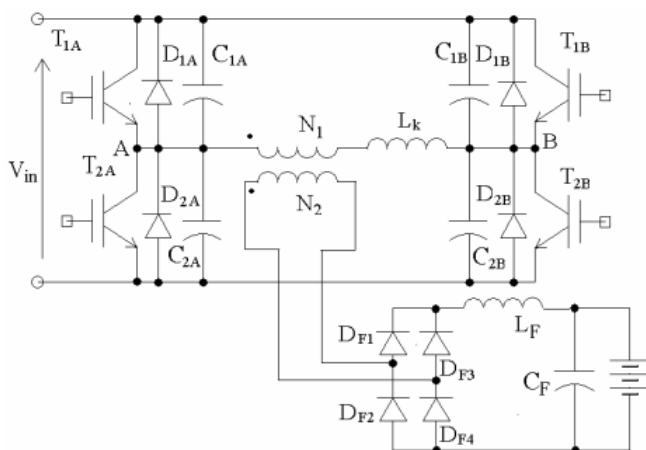 T1A
D1A
C1A
C1B
D1B
T1B
N1
Lk
A
B
Vin
T2A
D2A
C2A
N2
D2B
C2B
T2B
LF
DF1
DF3
CF
DF2
DF4